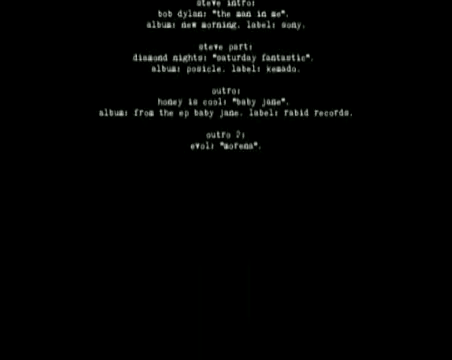 steve intro:
bob dylan: "the man in me".
album: new morning. label: sony.
steve part:
diamond nights: "saturday fantastic".
album: popsicle. label: kemado.
outro:
honey is cool: "baby jane".
album: from the ep baby jane. label: rabid records.
outro 2:
evol: "morena".